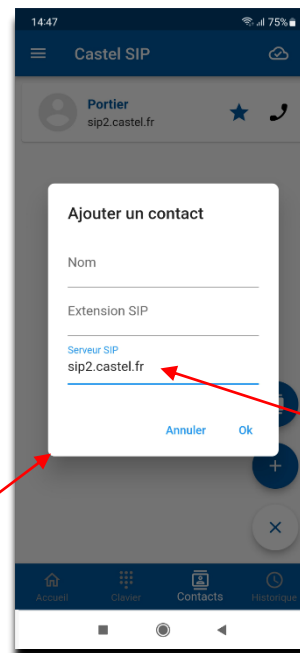 14:47 75%
Castel SIP
Portier
sip2.castel.fr
Ajouter un contact
Nom
Extension SIP
Serveur SIP
sip2.castel.fr
Annuler Ok
Accueil Clavier Contacts Historique